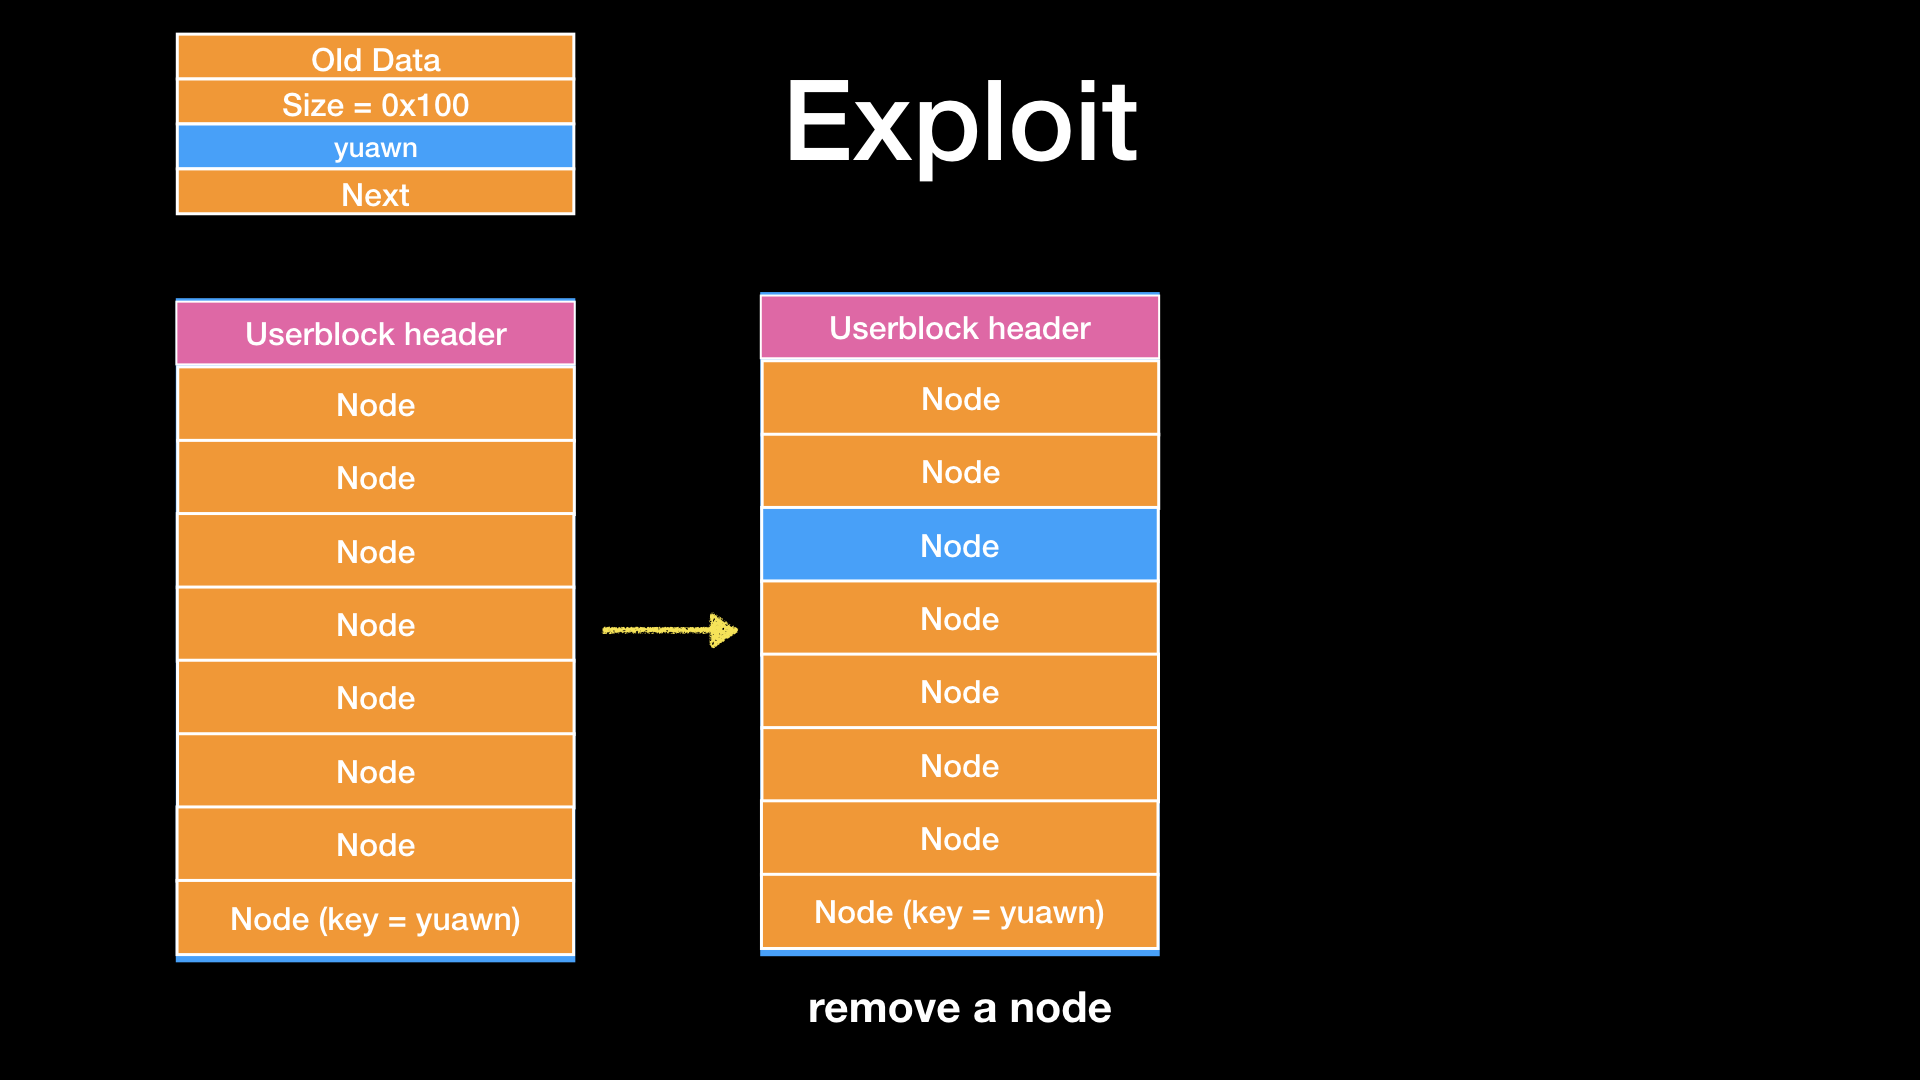 Old Data
Size = 0x100
yuawn
Next
Exploit
Userblock header
Node
Node
Node
Node
Node
Node
Node
Node (key = yuawn)
Userblock header
Node
Node
Node
Node
Node
Node
Node
Node (key = yuawn)
remove a node